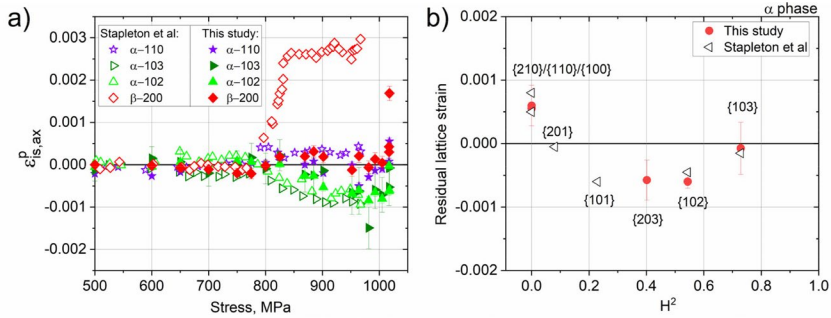 a)
0.003
0.002
0.001
0.000
-0.001
-0.002
εᵖis,ax
Stapleton et al: This study:
α−110 α−110
α−103 α−103
α−102 α−102
β−200 β−200
500 600 700 800 900 1000
Stress, MPa
b)
α phase
0.002
0.001
0.000
-0.001
-0.002
Residual lattice strain
This study
Stapleton et al
{210}/{110}/{100}
{103}
{201}
{101}
{203}
{102}
0.0 0.2 0.4 0.6 0.8 1.0
H²